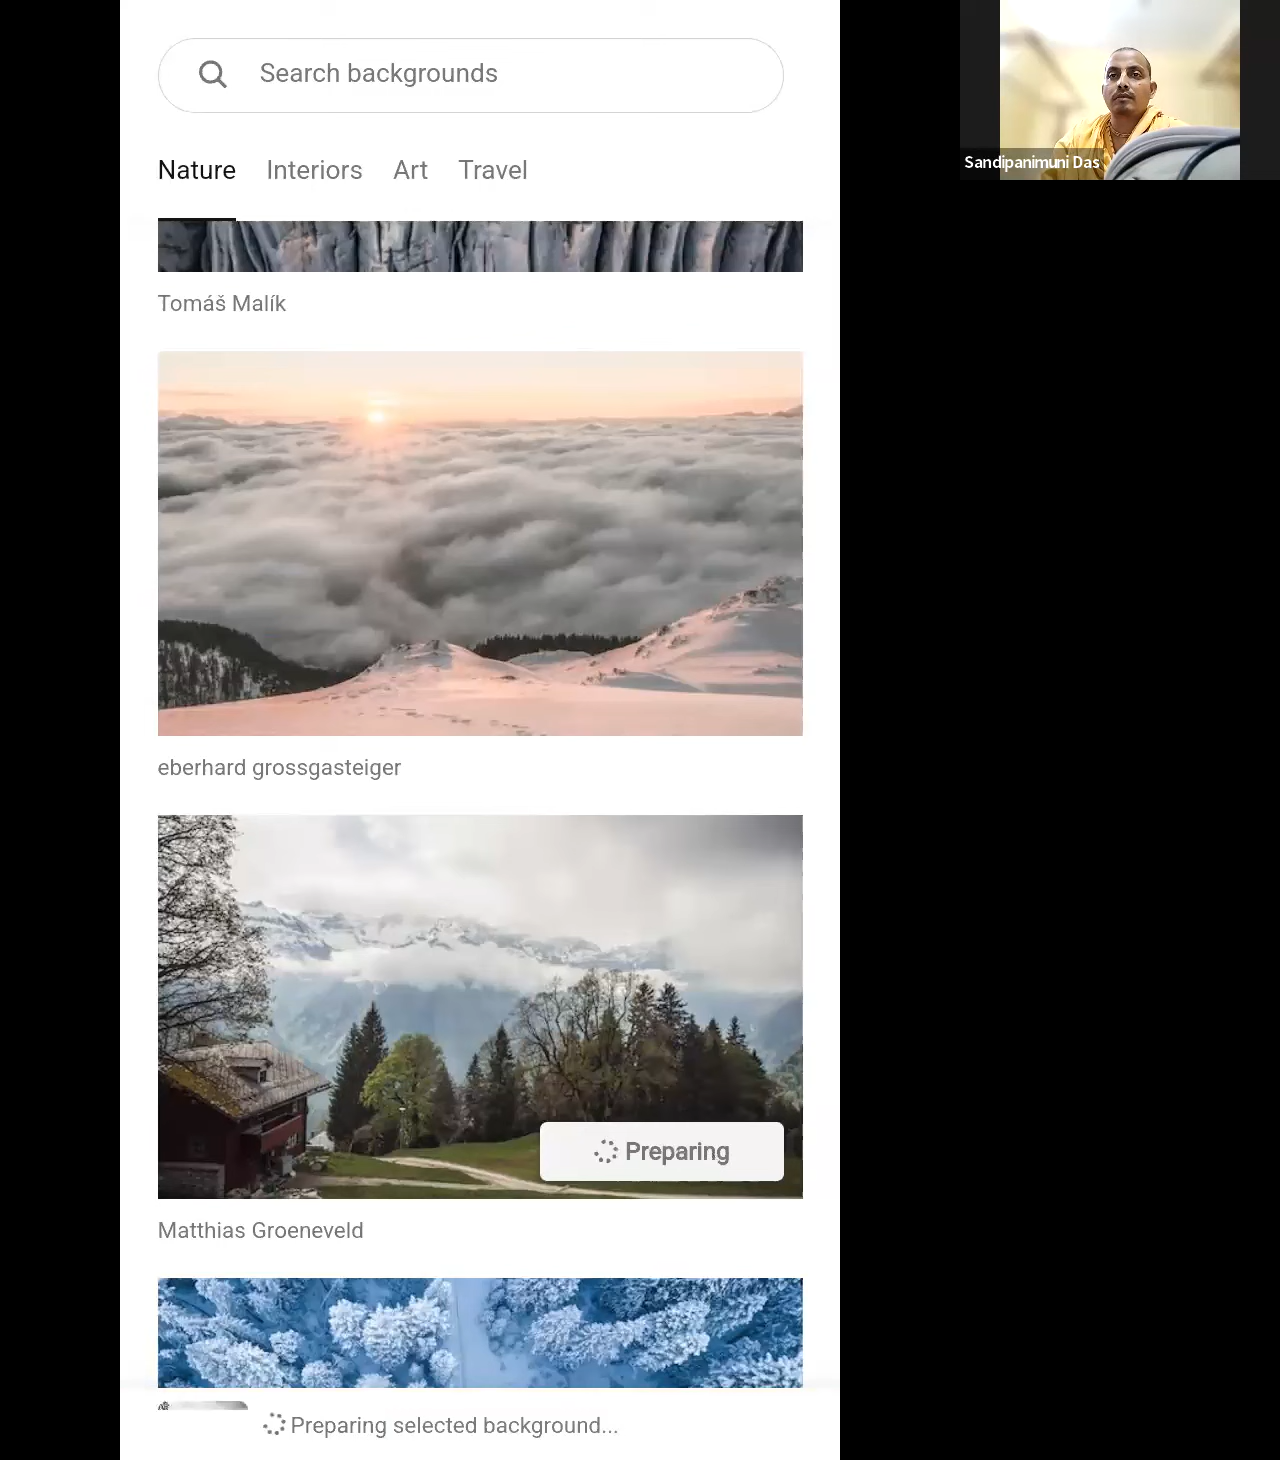 Search backgrounds
Nature Interiors Art Travel
Tomáš Malík
eberhard grossgasteiger
Preparing
Matthias Groeneveld
Preparing selected background...
Sandipanimuni Das